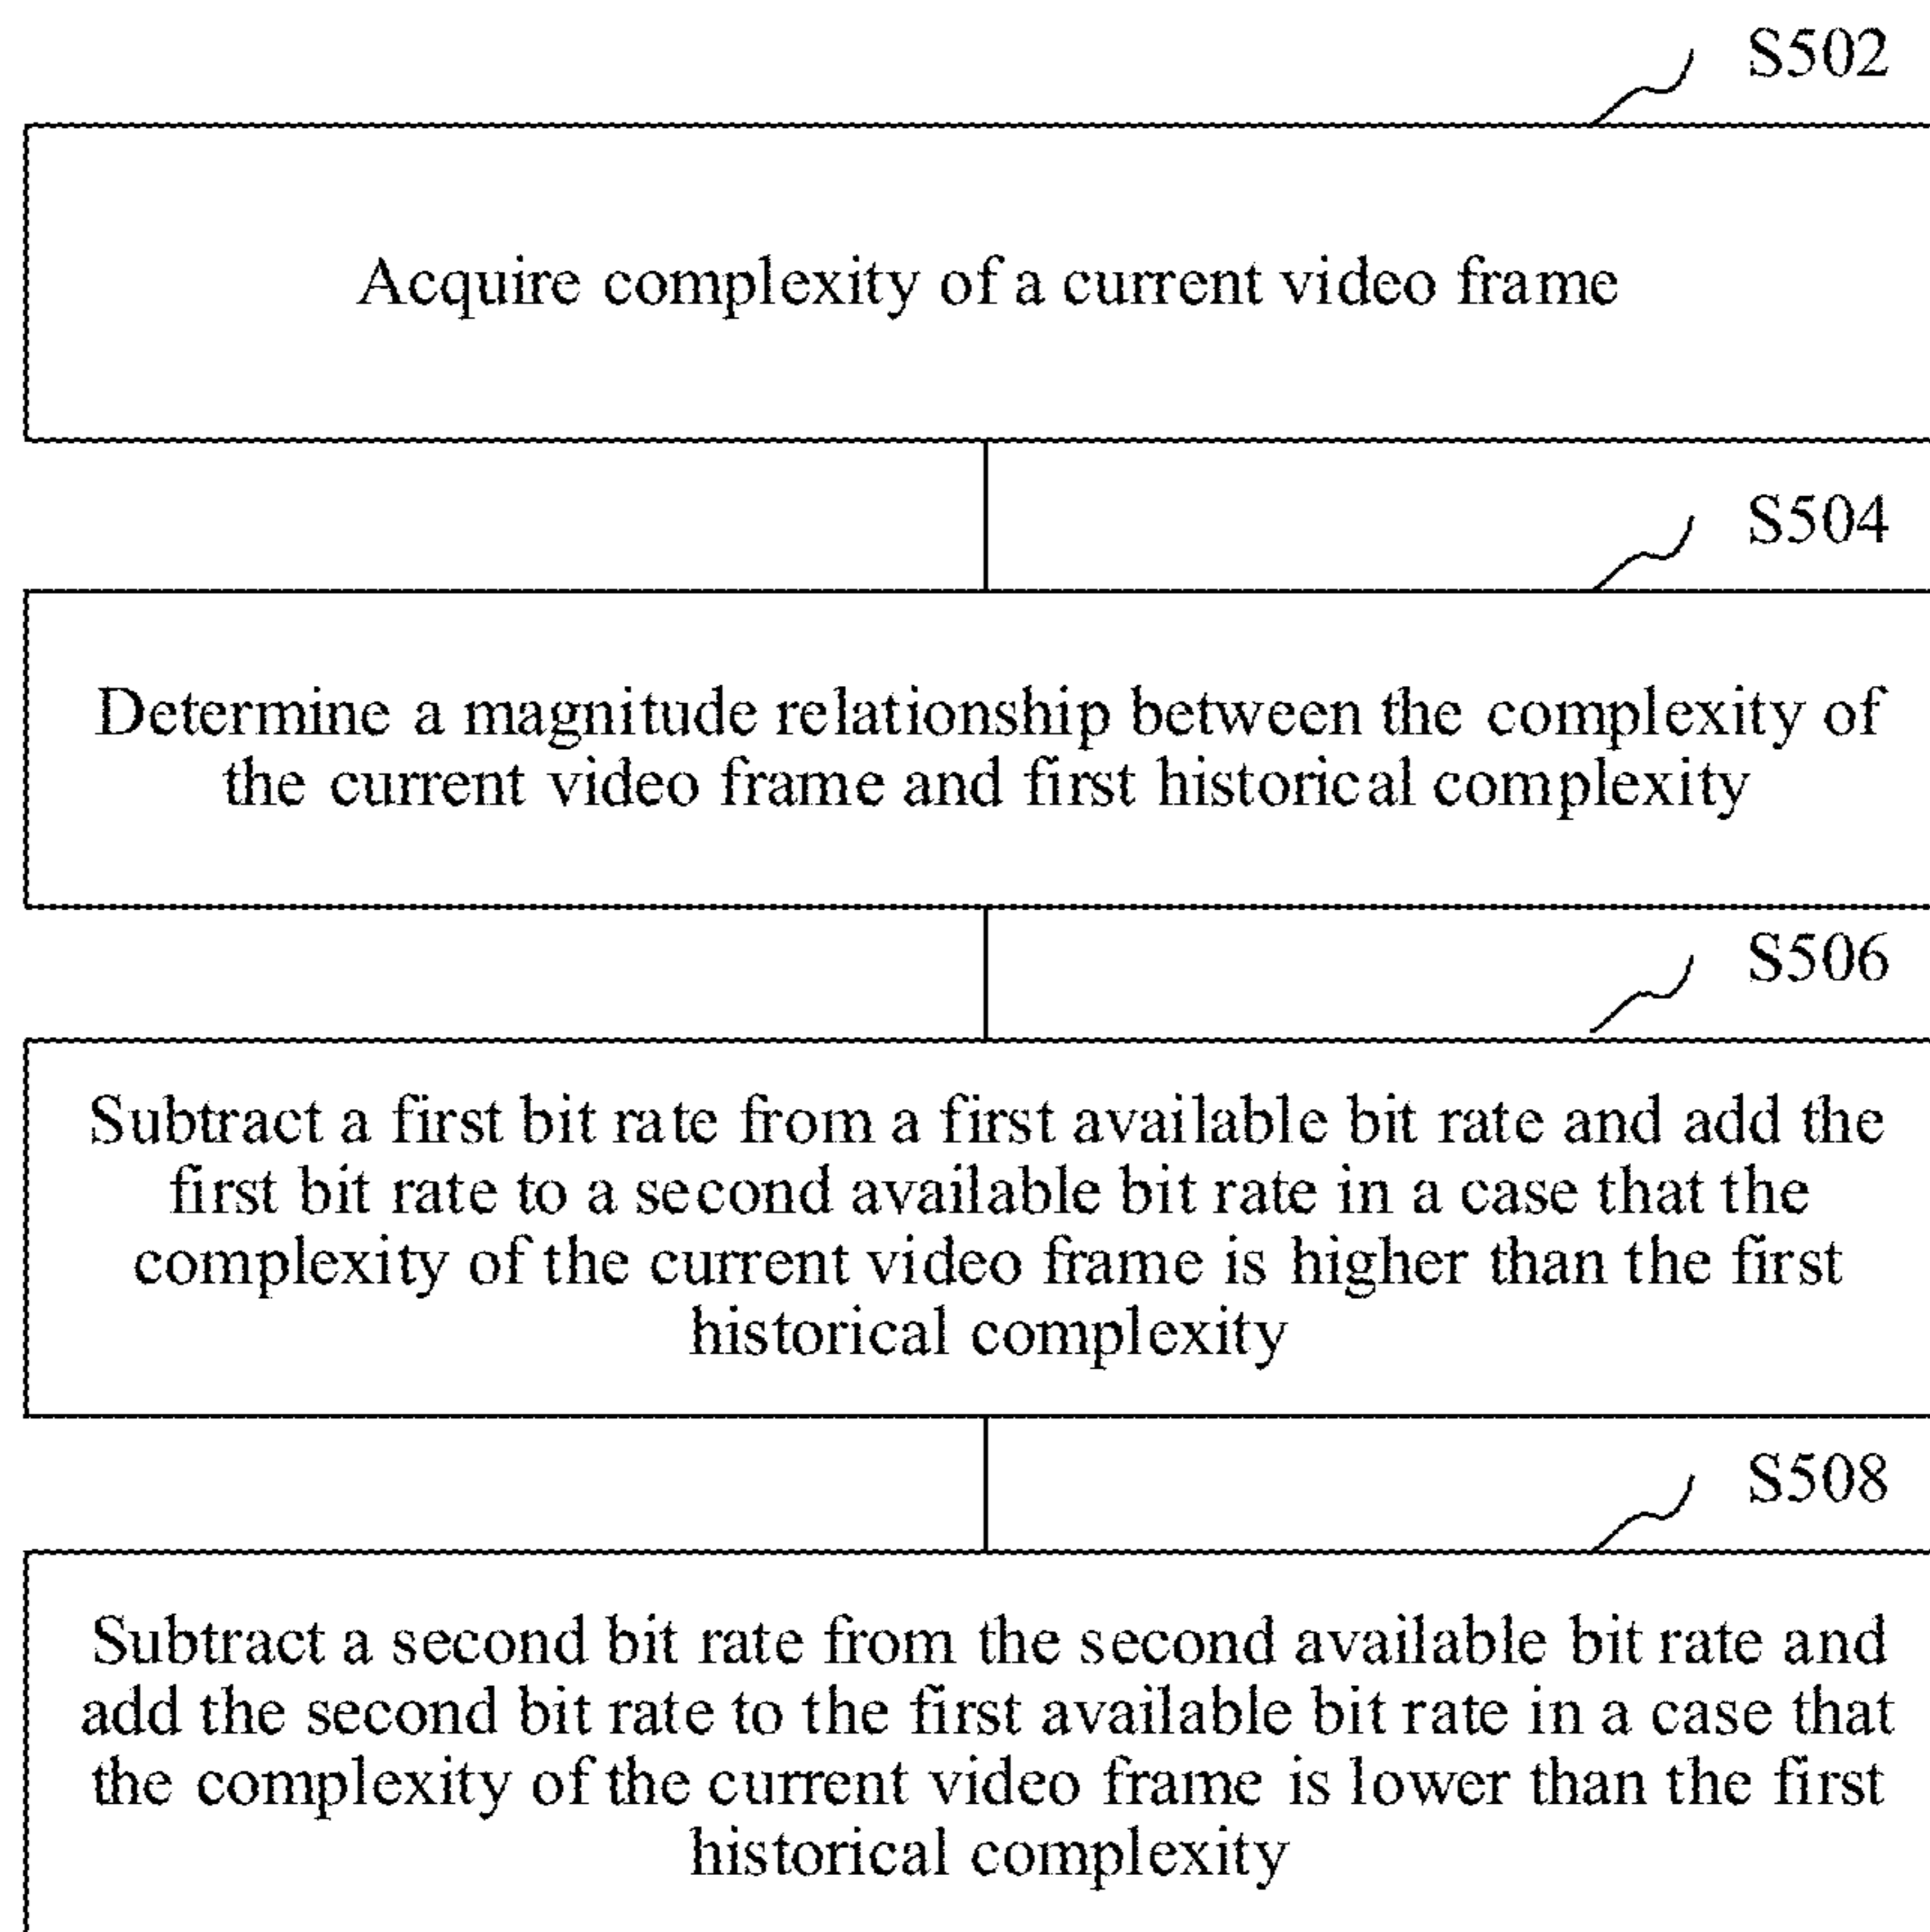 S502
Acquire complexity of a current video frame
S504
Determine a magnitude relationship between the complexity of
the current video frame and first historical complexity
S506
Subtract a first bit rate from a first available bit rate and add the
first bit rate to a second available bit rate in a case that the
complexity of the current video frame is higher than the first
historical complexity
S508
Subtract a second bit rate from the second available bit rate and
add the second bit rate to the first available bit rate in a case that
the complexity of the current video frame is lower than the first
historical complexity